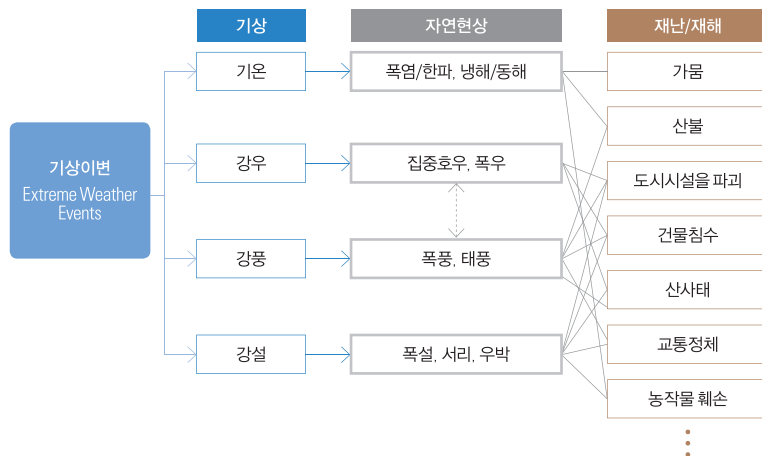 기상
자연현상
재난/재해
기온
폭염/한파, 냉해/동해
가뭄
산불
기상이변
Extreme Weather
Events
강우
집중호우, 폭우
도시시설을 파괴
건물침수
강풍
폭풍, 태풍
산사태
강설
폭설, 서리, 우박
교통정체
농작물 훼손